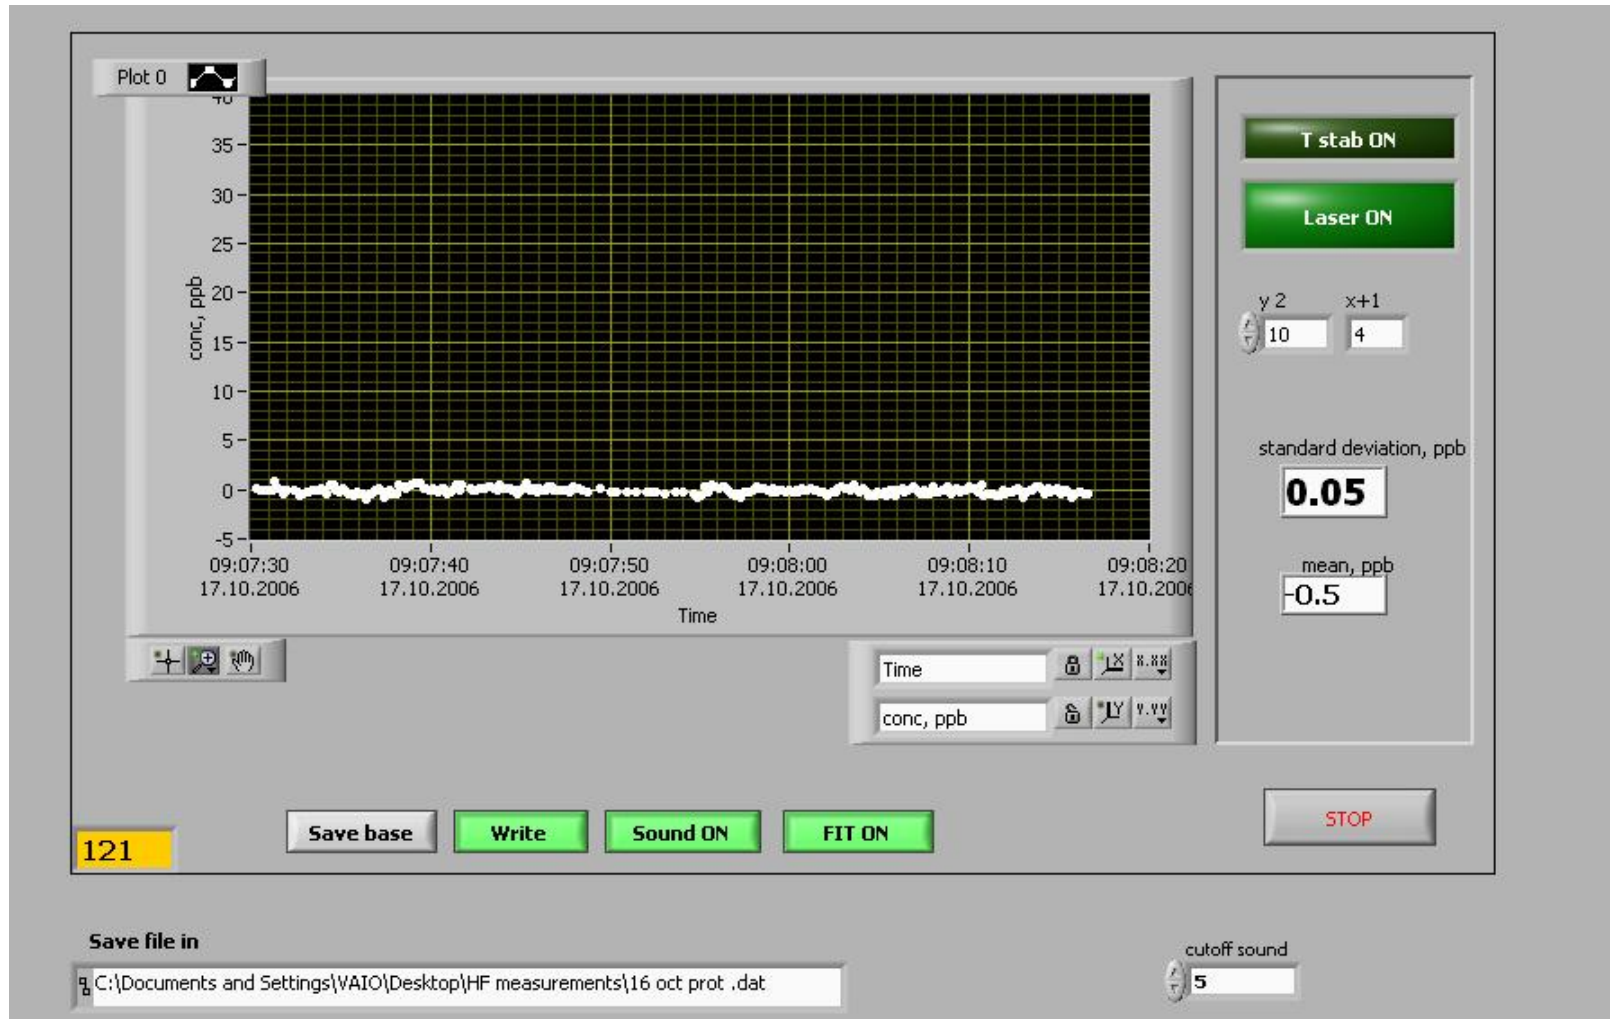 Plot 0
40
35
30
25
20
15
10
5
0
-5
conc, ppb
09:07:30 09:07:40 09:07:50 09:08:00 09:08:10 09:08:20
17.10.2006 17.10.2006 17.10.2006 17.10.2006 17.10.2006 17.10.2006
Time
Time X.XX
conc, ppb Y.YY
T stab ON
Laser ON
y 2 x+1
10 4
standard deviation, ppb
0.05
mean, ppb
-0.5
121
Save base Write Sound ON FIT ON STOP
Save file in
C:\Documents and Settings\VAIO\Desktop\HF measurements\16 oct prot .dat
cutoff sound
5